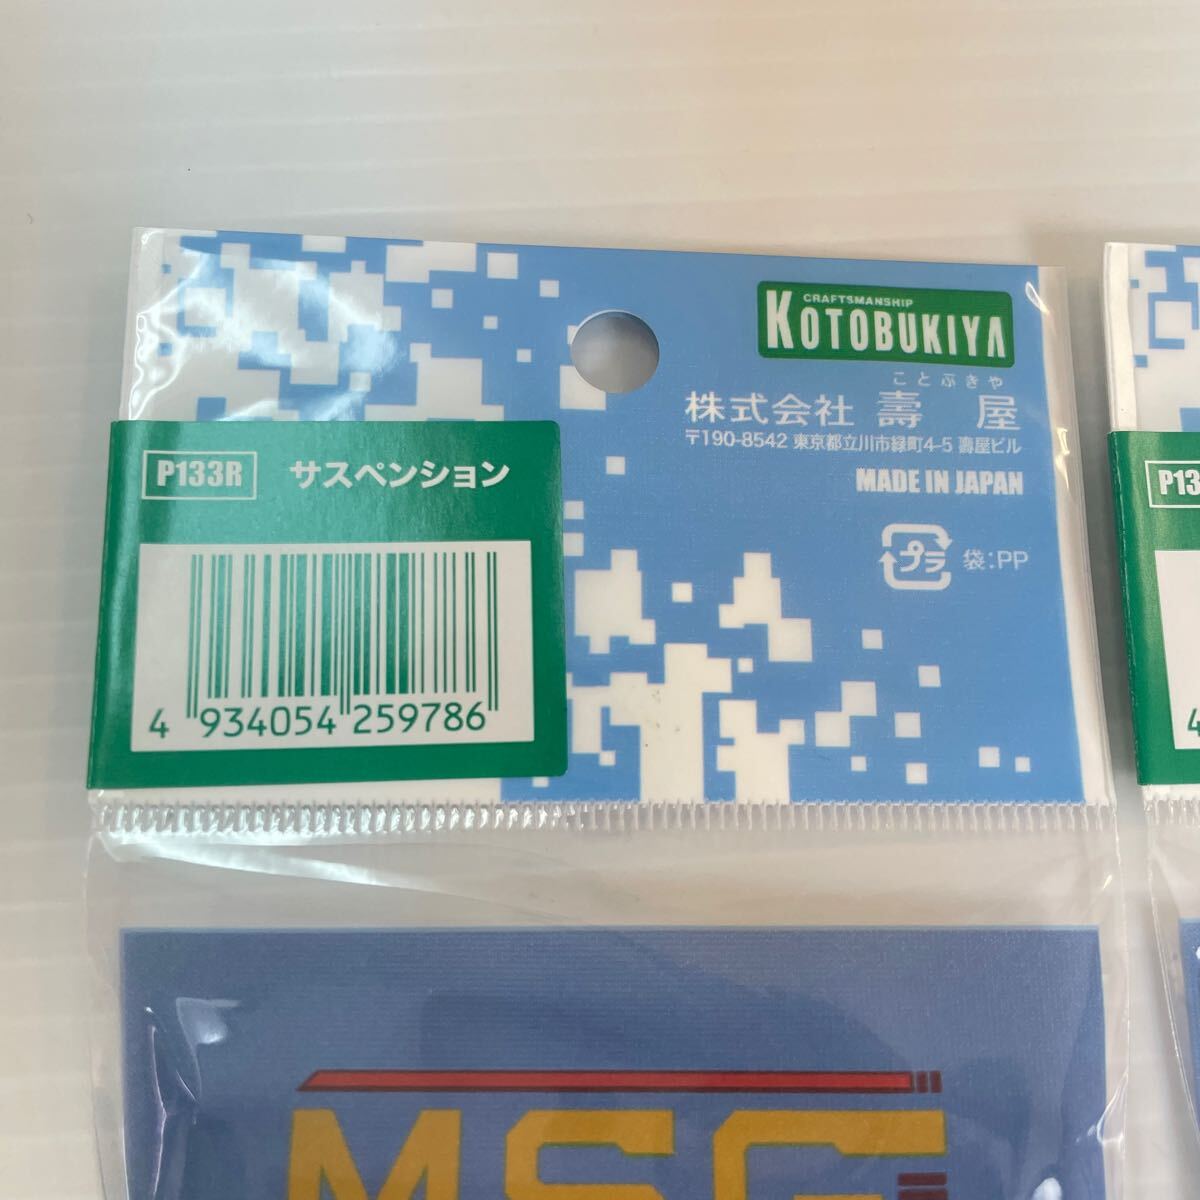 CRAFTSMANSHIP
KOTOBUKIYA
ことぶきや
株式会社 壽屋
〒190-8542 東京都立川市緑町4-5 壽屋ビル
MADE IN JAPAN
プラ 袋:PP
P133R サスペンション
4 934054 259786
P13
4
MSG